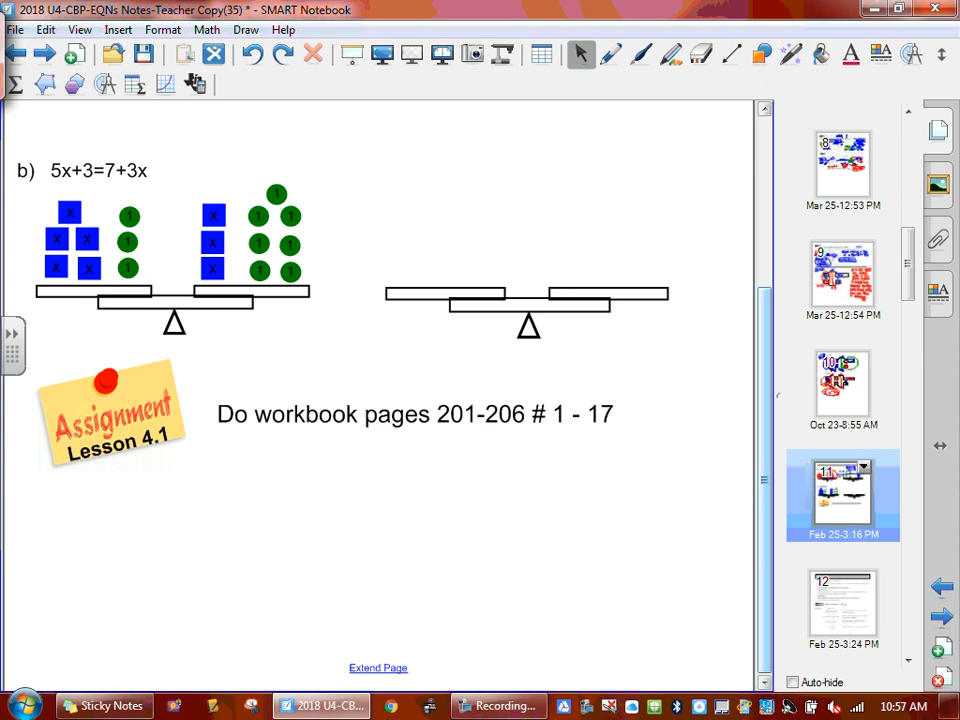 2018 U4-CBP-EQNs Notes-Teacher Copy(35) * - SMART Notebook
File Edit View Insert Format Math Draw Help
b) 5x+3=7+3x
1
x 1 x 1 1
x x 1 x 1 1
x x 1 x 1 1
Assignment
Lesson 4.1
Do workbook pages 201-206 # 1 - 17
Extend Page
8
Mar 25-12:53 PM
9
Mar 25-12:54 PM
10
Oct 23-8:55 AM
11
Feb 25-3:16 PM
12
Feb 25-3:24 PM
Auto-hide
Sticky Notes
2018 U4-CB...
Recording...
10:57 AM